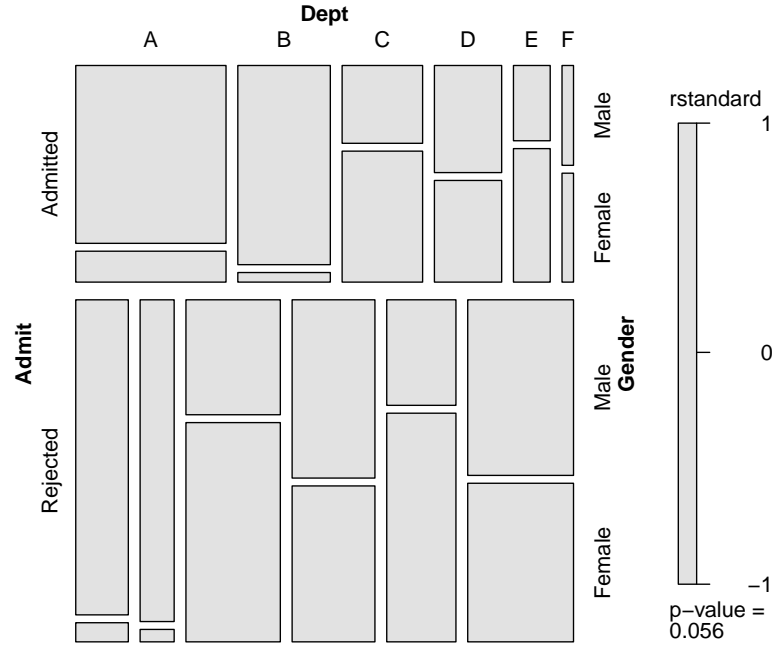 Dept
A B C D E F
Admit
Admitted
Rejected
Male
Female
Male
Female
Gender
rstandard
1
0
−1
p−value =
0.056